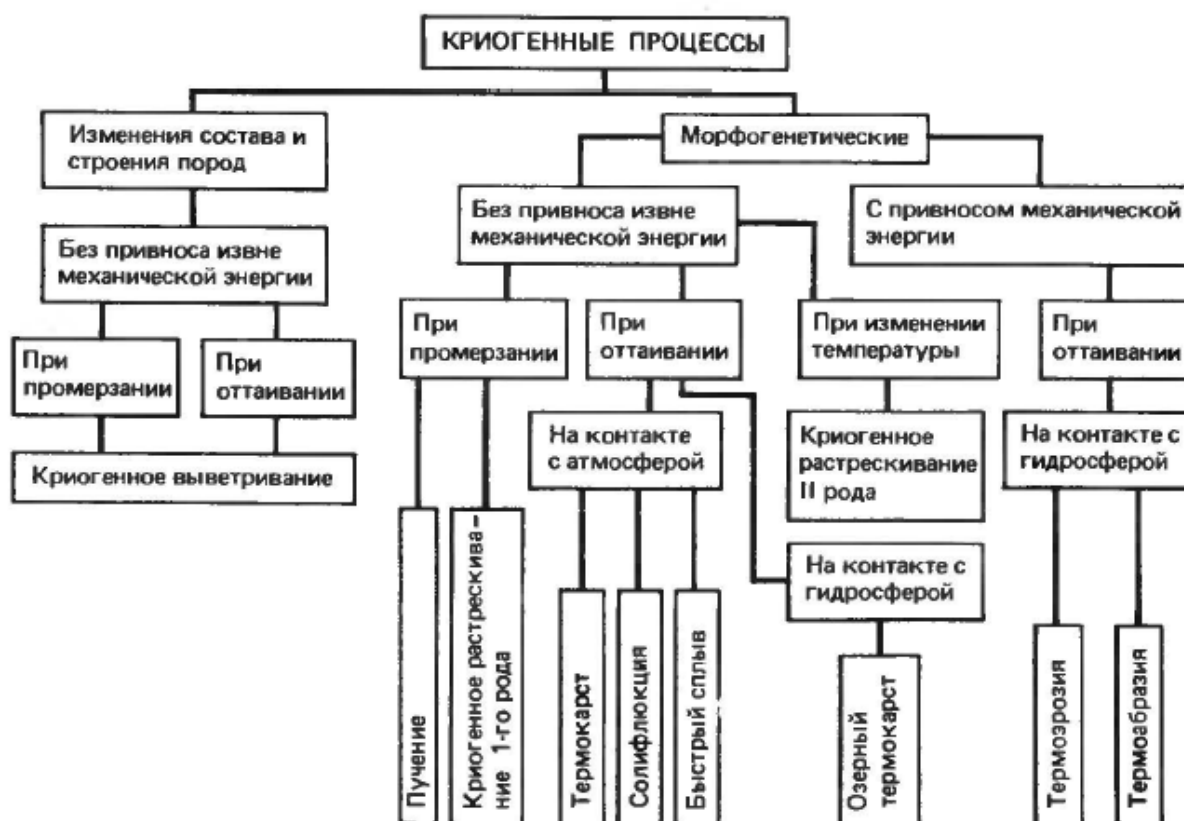 КРИОГЕННЫЕ ПРОЦЕССЫ
Изменения состава и
строения пород
Морфогенетические
Без привноса извне
механической энергии
С привносом механической
энергии
Без привноса извне
механической энергии
При
промерзании
При
оттаивании
При
промерзании
При
оттаивании
При изменении
температуры
При
оттаивании
Криогенное выветривание
На контакте
с атмосферой
Криогенное
растрескивание
II рода
На контакте с
гидросферой
На контакте с
гидросферой
Пучение
Криогенное растрескива-
ние 1-го рода
Термокарст
Солифлюкция
Быстрый сплыв
Озерный
термокарст
Термоэрозия
Термоабразия